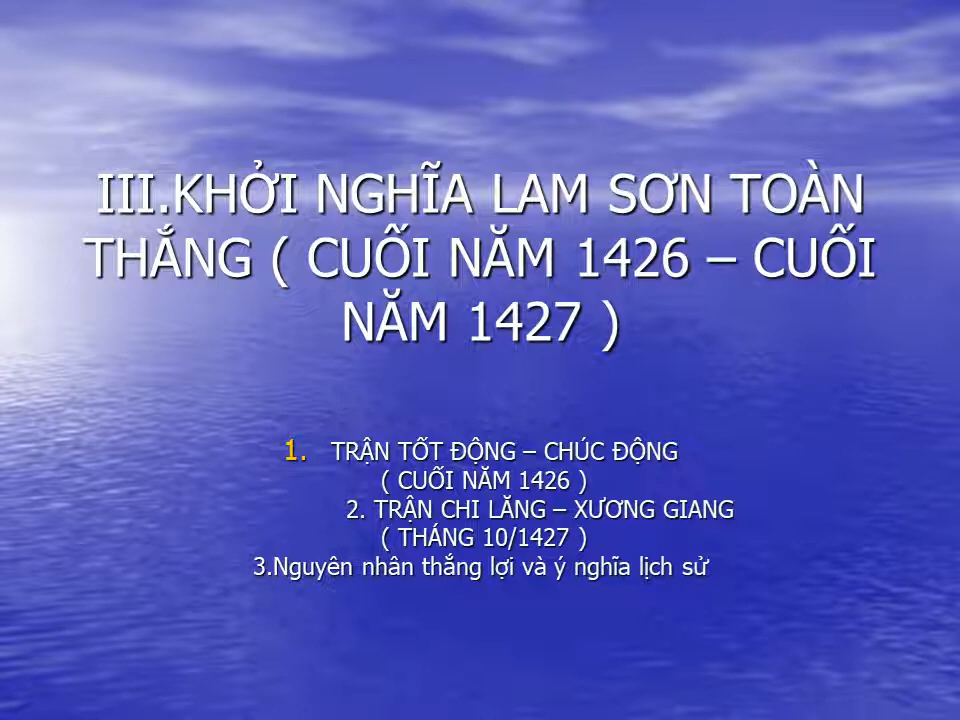 III.KHỞI NGHĨA LAM SƠN TOÀN
THẮNG ( CUỐI NĂM 1426 – CUỐI
NĂM 1427 )
1. TRẬN TỐT ĐỘNG – CHÚC ĐỘNG
( CUỐI NĂM 1426 )
2. TRẬN CHI LĂNG – XƯƠNG GIANG
( THÁNG 10/1427 )
3.Nguyên nhân thắng lợi và ý nghĩa lịch sử